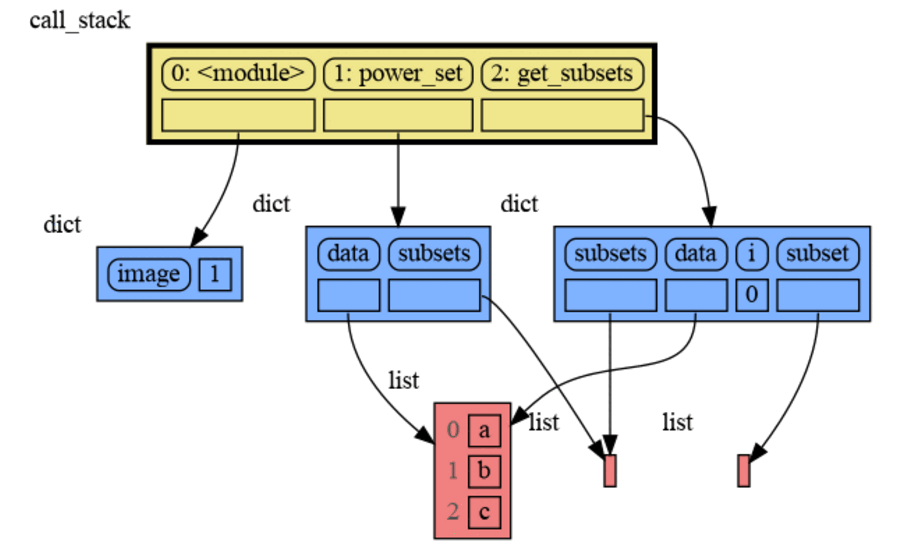 call_stack
0: <module> 1: power_set 2: get_subsets
dict dict dict
image 1
data subsets
subsets data i subset
0
list list list
0 a
1 b
2 c